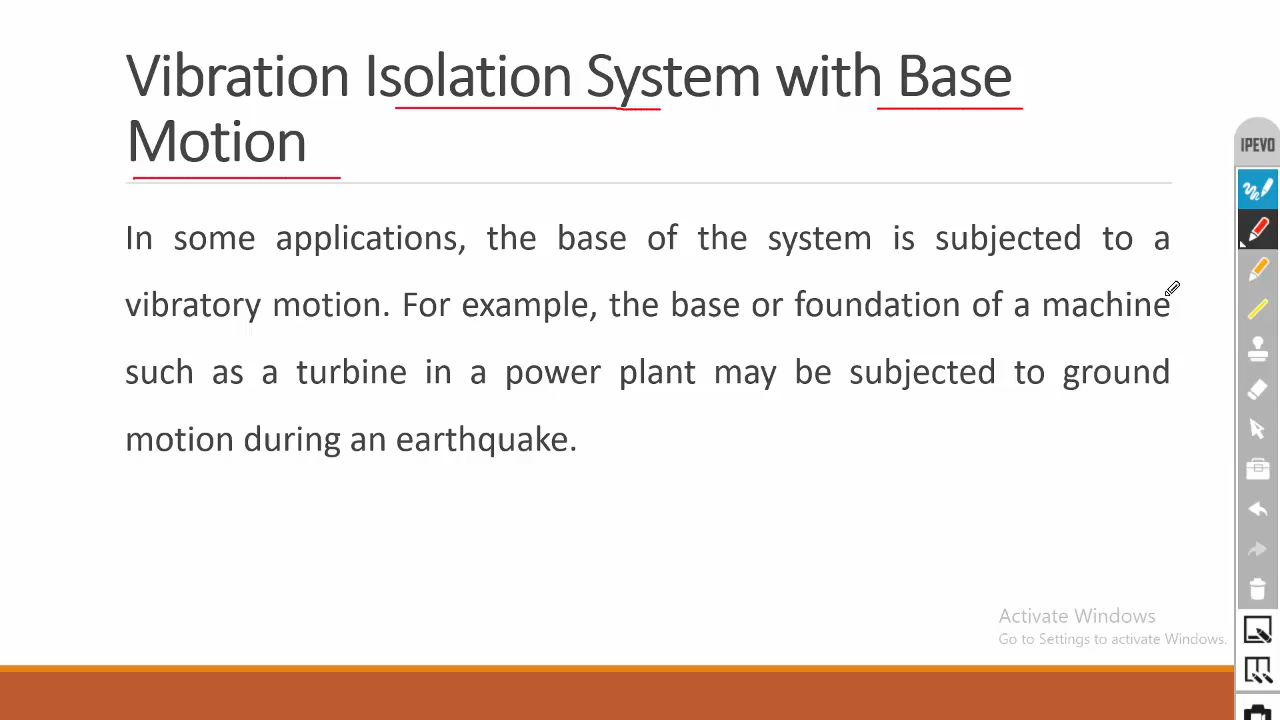 Vibration Isolation System with Base
Motion
In some applications, the base of the system is subjected to a
vibratory motion. For example, the base or foundation of a machine
such as a turbine in a power plant may be subjected to ground
motion during an earthquake.
Activate Windows
Go to Settings to activate Windows.
IPEVO